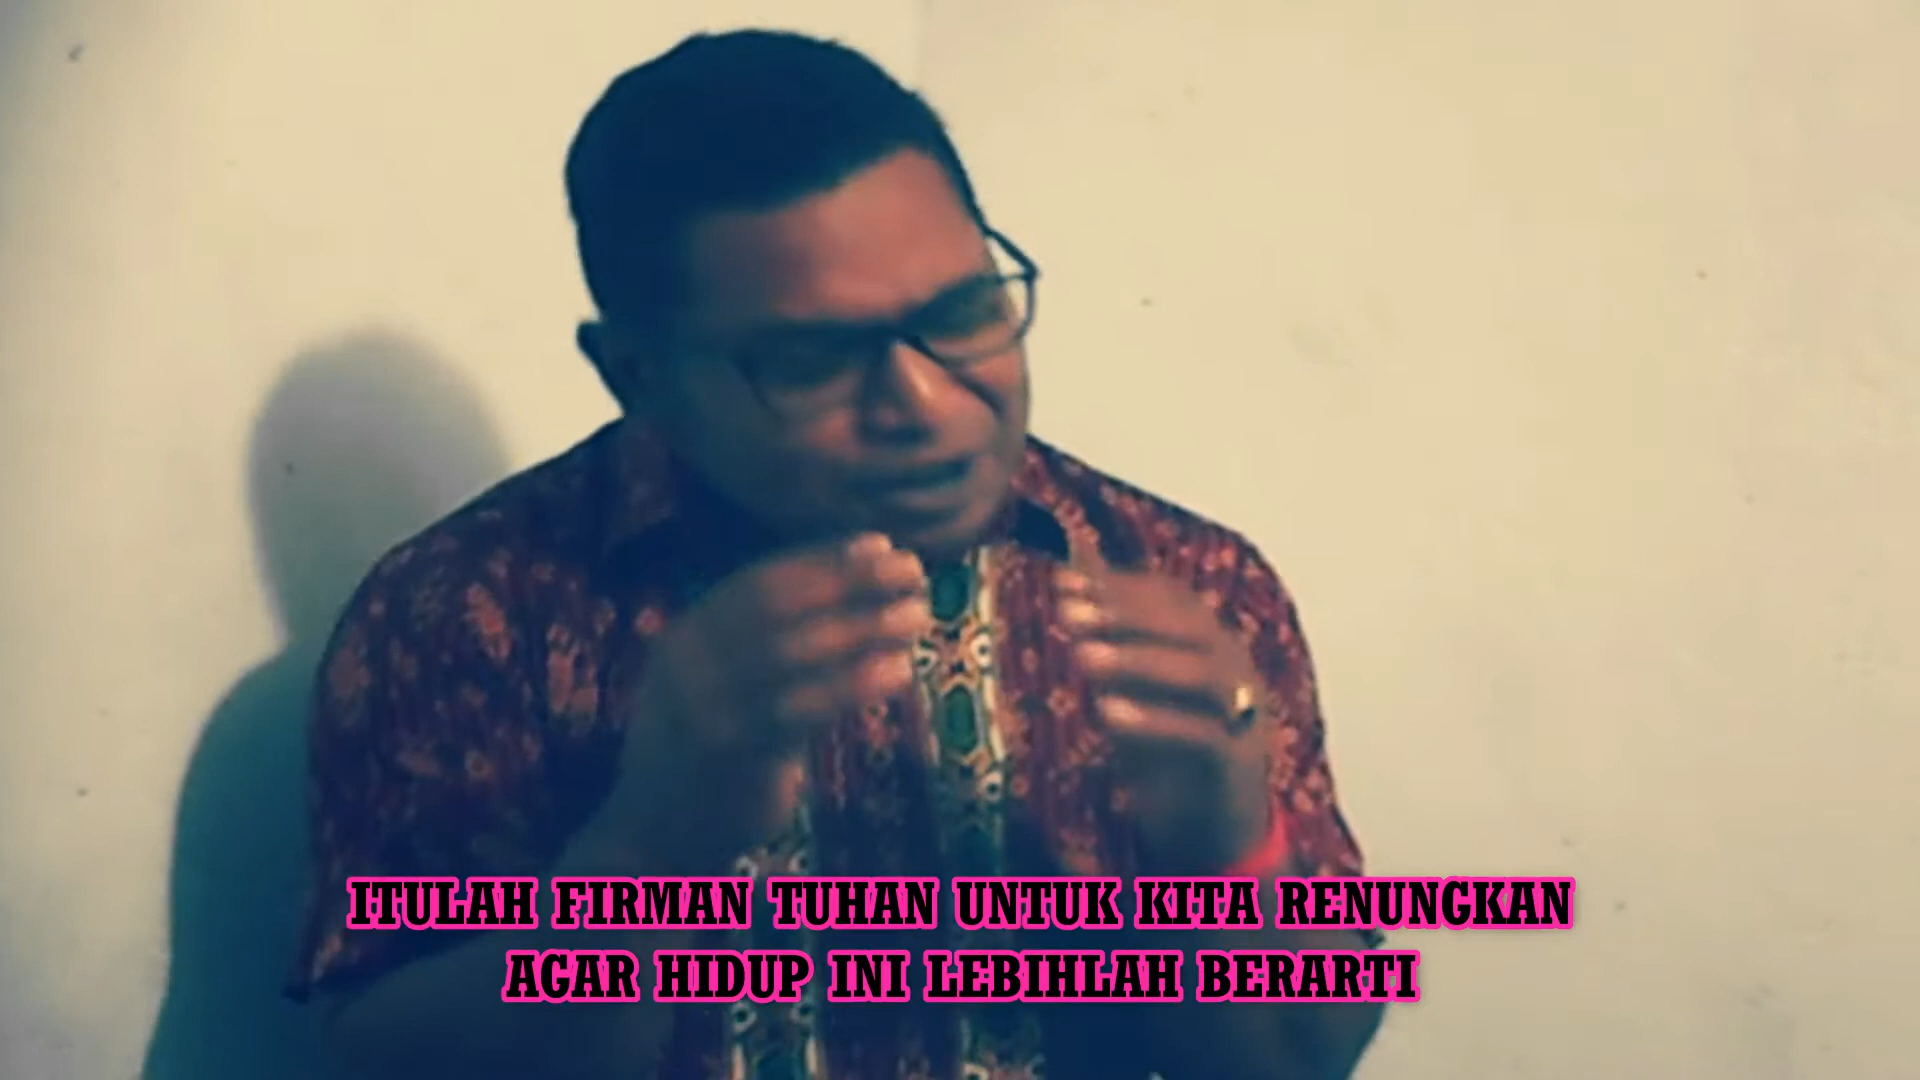 ITULAH FIRMAN TUHAN UNTUK KITA RENUNGKAN
AGAR HIDUP INI LEBIHLAH BERARTI